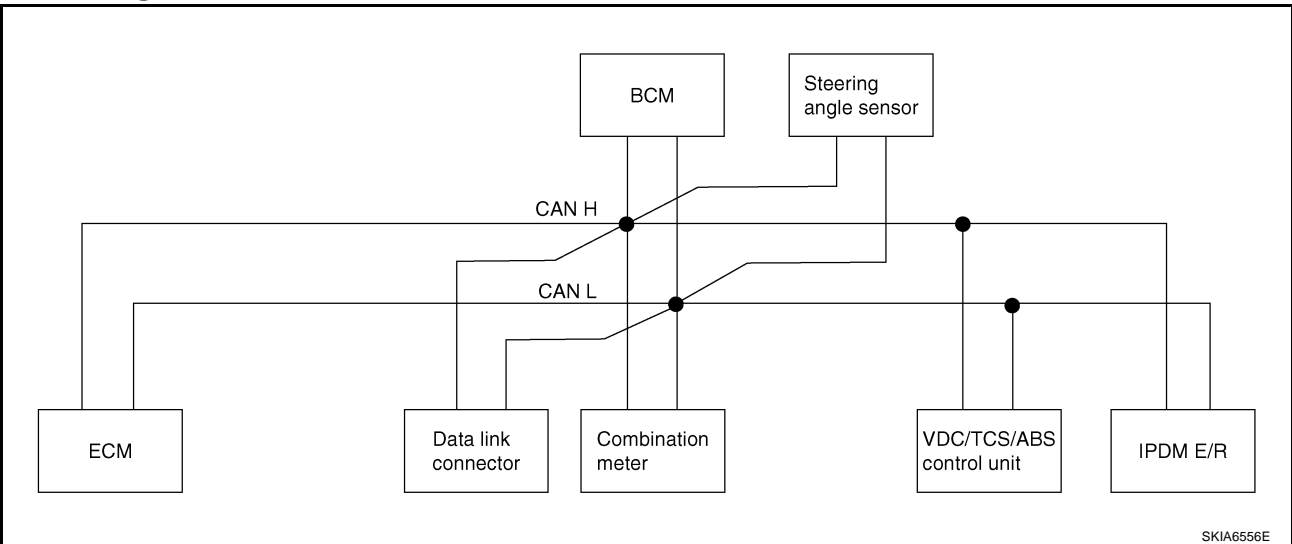 BCM
Steering
angle sensor
CAN H
CAN L
ECM
Data link
connector
Combination
meter
VDC/TCS/ABS
control unit
IPDM E/R
SKIA6556E